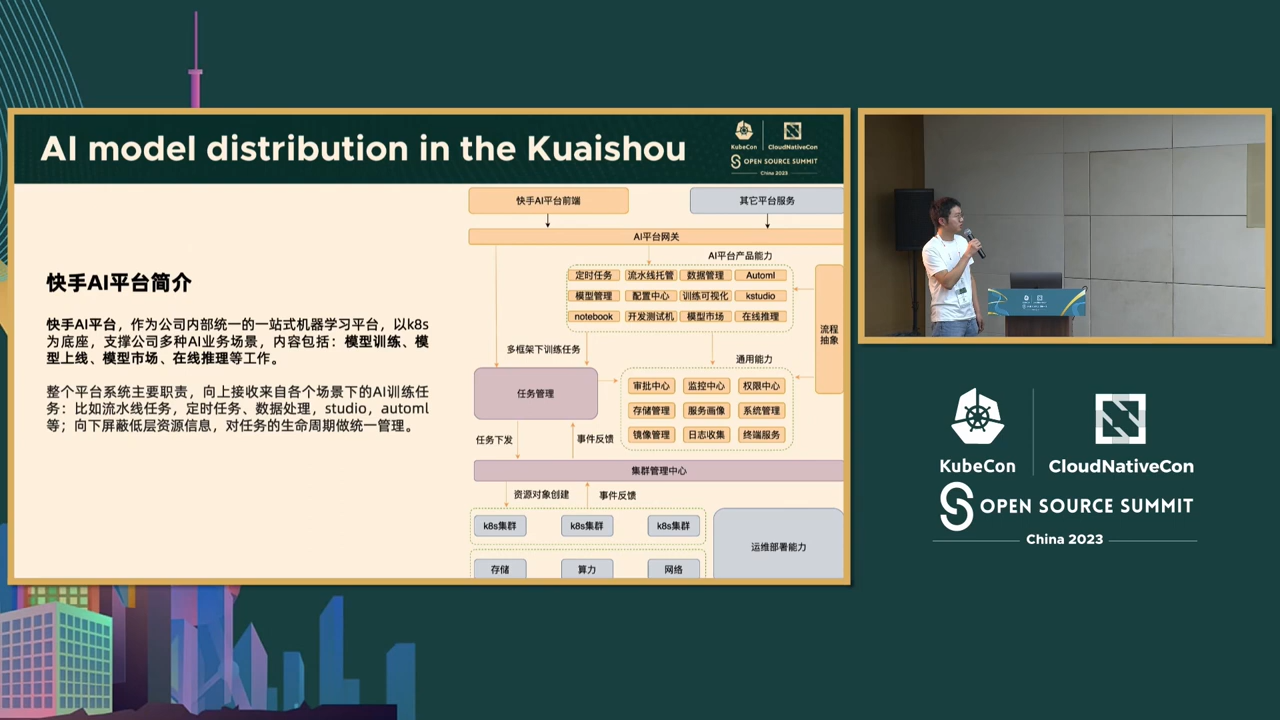 AI model distribution in the Kuaishou
KubeCon
CloudNativeCon
OPEN SOURCE SUMMIT
China 2023
快手AI平台简介
快手AI平台，作为公司内部统一的一站式机器学习平台，以k8s
为底座，支撑公司多种AI业务场景，内容包括：模型训练、模
型上线、模型市场、在线推理等工作。
整个平台系统主要职责，向上接收来自各个场景下的AI训练任
务：比如流水线任务，定时任务、数据处理，studio，automl
等；向下屏蔽低层资源信息，对任务的生命周期做统一管理。
快手AI平台前端
其它平台服务
AI平台网关
AI平台产品能力
定时任务 流水线托管 数据管理 Automl
模型管理 配置中心 训练可视化 kstudio
notebook 开发测试机 模型市场 在线推理
流程
抽象
多框架下训练任务
通用能力
任务管理
审批中心 监控中心 权限中心
存储管理 服务画像 系统管理
镜像管理 日志收集 终端服务
任务下发
事件反馈
集群管理中心
资源对象创建
事件反馈
k8s集群 k8s集群 k8s集群
运维部署能力
存储 算力 网络
KubeCon
CloudNativeCon
OPEN SOURCE SUMMIT
China 2023